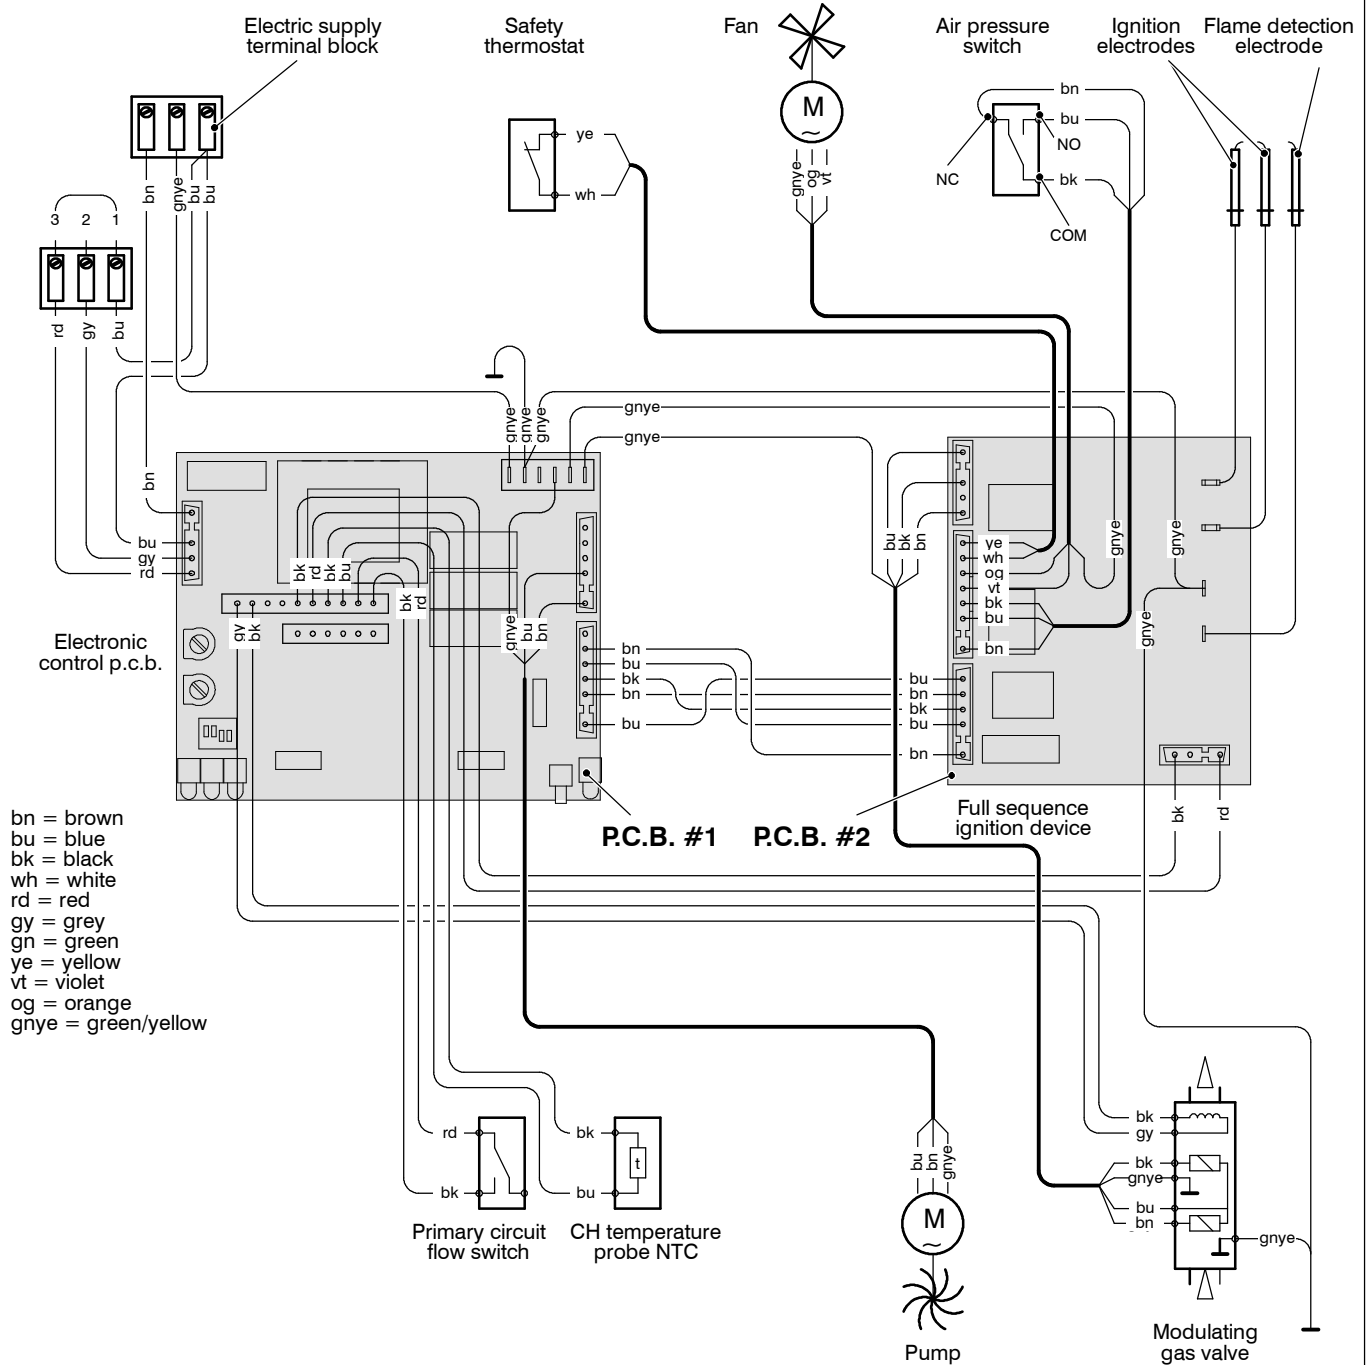 Electric supply
terminal block
Safety
thermostat
Fan
Air pressure
switch
Ignition
electrodes
Flame detection
electrode
M
~
bn
gnye
bu
bu
3 2 1
rd
gy
bu
ye
wh
gnye
og
vt
bn
bu
NO
NC
bk
COM
gnye
gnye
gnye
gnye
gnye
bn
bu
gy
rd
bk
rd
bk
bu
bk
rd
gy
bk
gnye
bu
bn
bu
bk
bn
ye
wh
og
vt
bk
bu
bn
gnye
gnye
gnye
Electronic
control p.c.b.
bn
bu
bk
bn
bu
bu
bn
bk
bu
bn
bk
rd
P.C.B. #1
P.C.B. #2
Full sequence
ignition device
bn = brown
bu = blue
bk = black
wh = white
rd = red
gy = grey
gn = green
ye = yellow
vt = violet
og = orange
gnye = green/yellow
rd
bk
Primary circuit
flow switch
bk
t
bu
CH temperature
probe NTC
bu
bn
gnye
M
~
Pump
bk
gy
bk
gnye
bu
bn
gnye
Modulating
gas valve